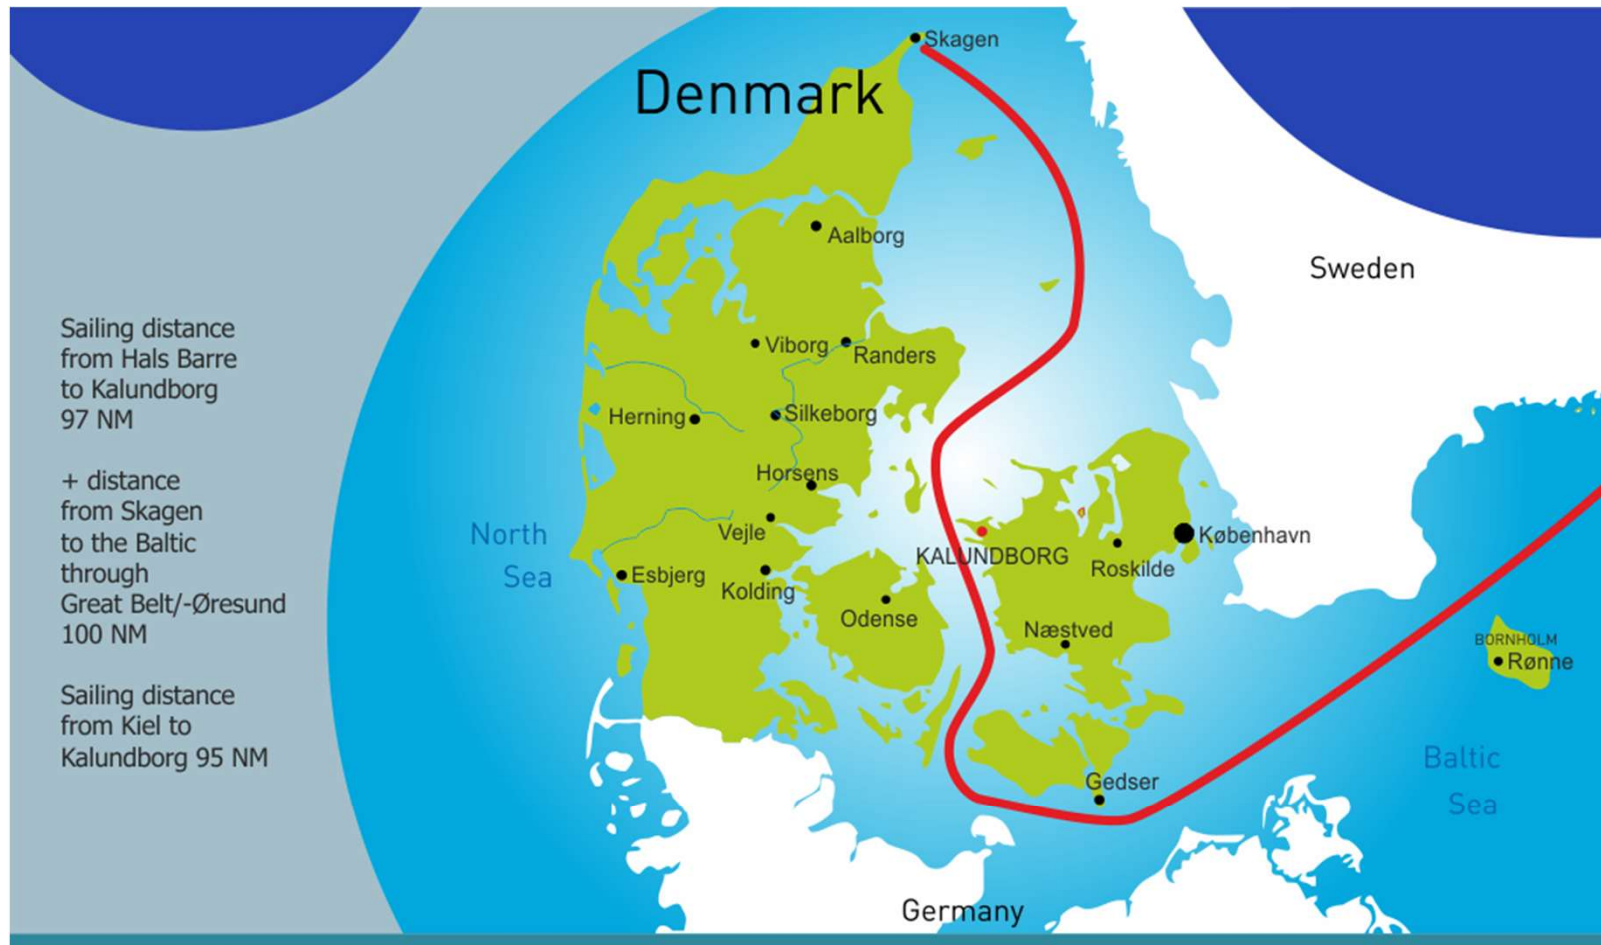 Skagen
Denmark
Aalborg
Sweden
Sailing distance
from Hals Barre
to Kalundborg
97 NM
+ distance
from Skagen
to the Baltic
through
Great Belt/-Øresund
100 NM
Sailing distance
from Kiel to
Kalundborg 95 NM
Viborg
Randers
Herning
Silkeborg
Horsens
North
Sea
Vejle
KALUNDBORG
København
Roskilde
Esbjerg
Kolding
Odense
Næstved
BORNHOLM
Rønne
Baltic
Sea
Gedser
Germany